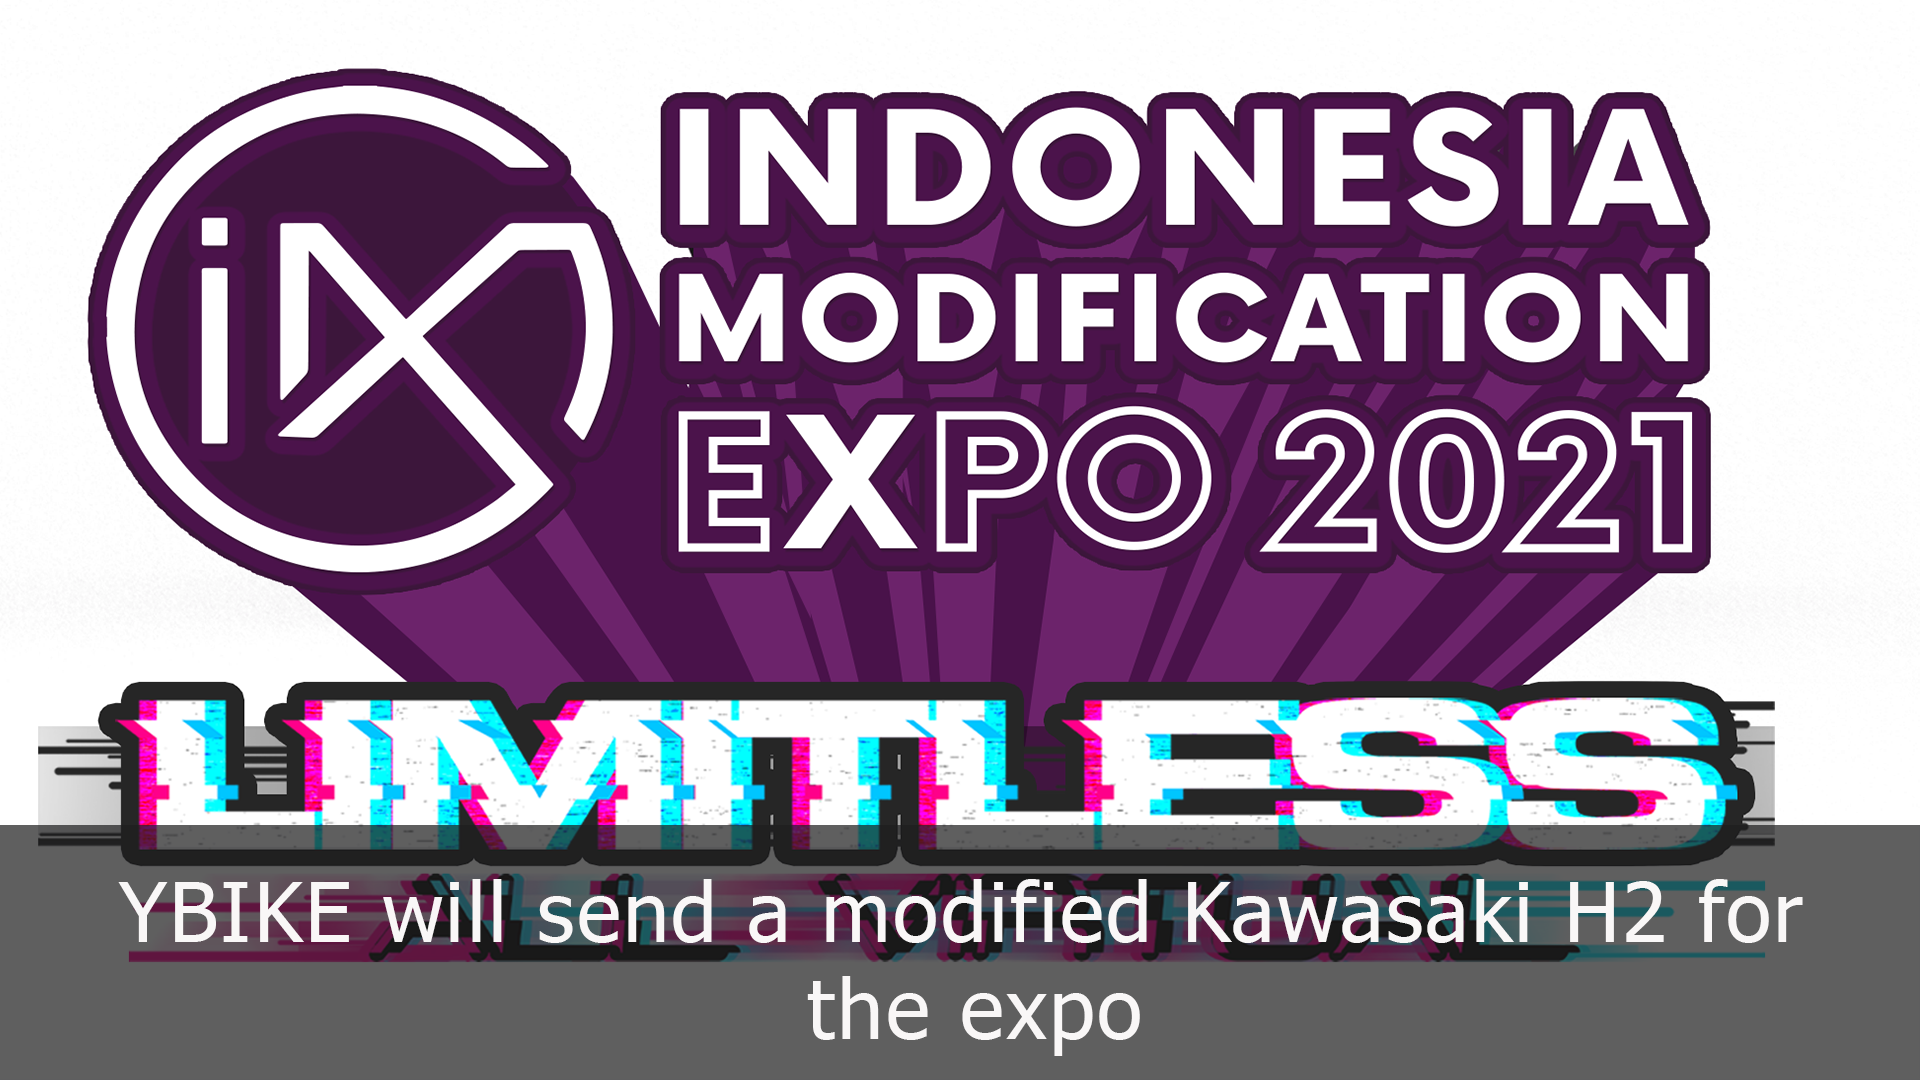 iX
INDONESIA
MODIFICATION
EXPO 2021
LIMITLESS
YBIKE will send a modified Kawasaki H2 for
the expo